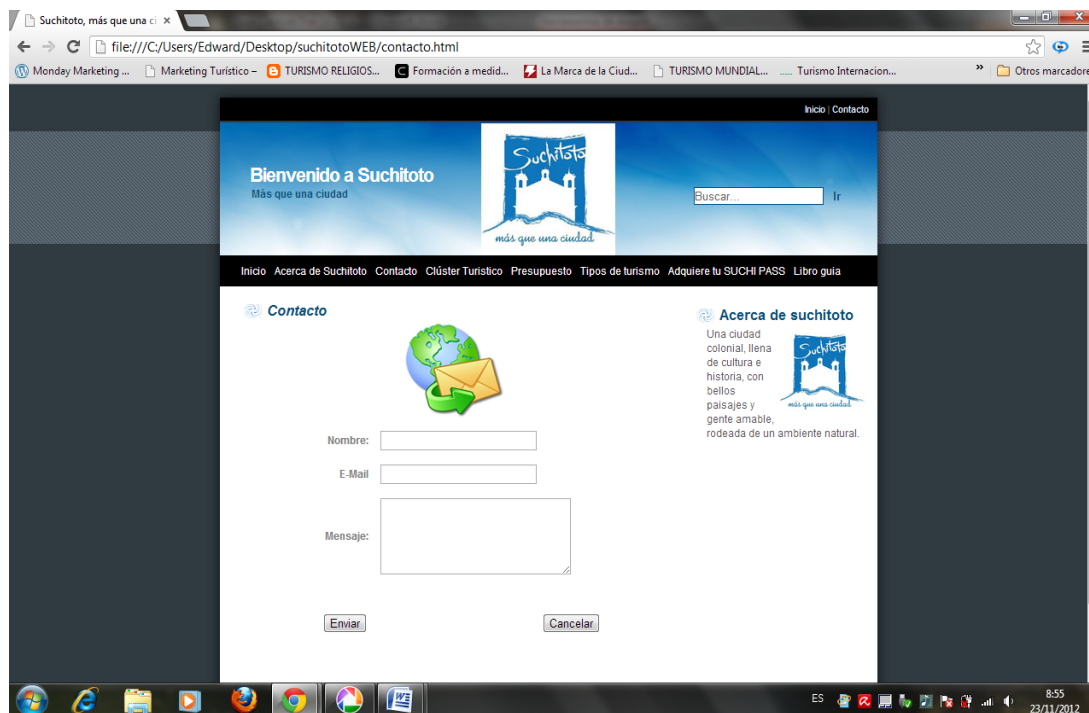 Suchitoto, más que una ci
file:///C:/Users/Edward/Desktop/suchitotoWEB/contacto.html
Monday Marketing ... Marketing Turístico – TURISMO RELIGIOS... Formación a medid... La Marca de la Ciud... TURISMO MUNDIAL... ..... Turismo Internacion... » Otros marcadore
Inicio | Contacto
Bienvenido a Suchitoto
Más que una ciudad
Suchitoto
más que una ciudad
Buscar... Ir
Inicio Acerca de Suchitoto Contacto Clúster Turistico Presupuesto Tipos de turismo Adquiere tu SUCHI PASS Libro guia
Contacto
Nombre:
E-Mail
Mensaje:
Enviar Cancelar
Acerca de suchitoto
Una ciudad
colonial, llena
de cultura e
historia, con
bellos
paisajes y
gente amable,
rodeada de un ambiente natural.
Suchitoto
más que una ciudad
ES 8:55
23/11/2012